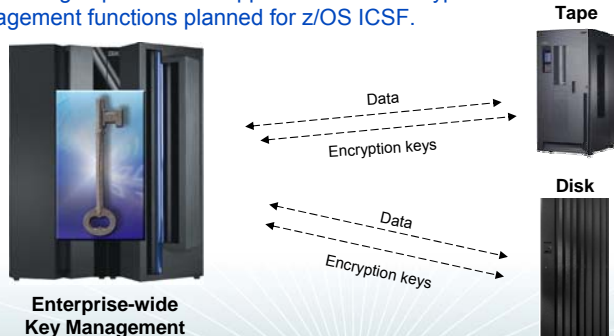 agement functions planned for z/OS ICSF.
Tape
Data
Encryption keys
Disk
Data
Encryption keys
Enterprise-wide
Key Management